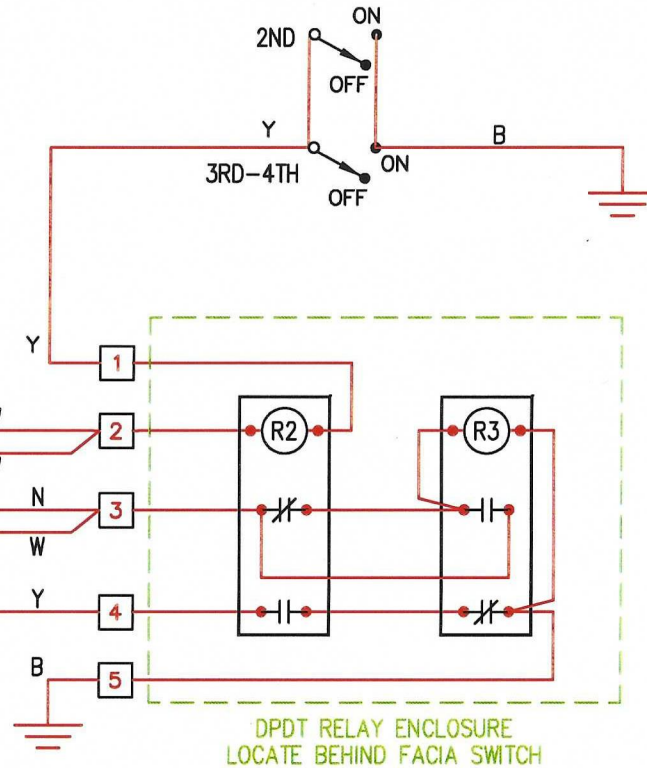 ON
2ND
OFF
Y
B
3RD-4TH
ON
OFF
Y
1
2
R2
R3
N
3
W
Y
4
B
5
DPDT RELAY ENCLOSURE
LOCATE BEHIND FACIA SWITCH